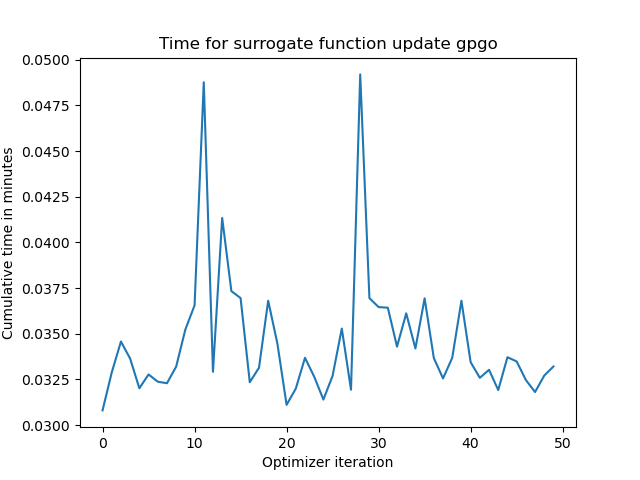 Time for surrogate function update gpgo
0.0500
0.0475
0.0450
0.0425
0.0400
0.0375
0.0350
0.0325
0.0300
Cumulative time in minutes
0 10 20 30 40 50
Optimizer iteration